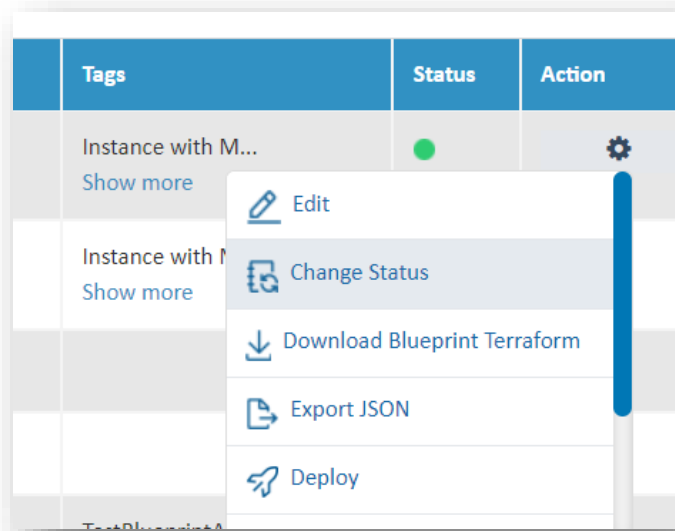 Tags Status Action
Instance with M...
Show more
Edit
Instance with
Show more
Change Status
Download Blueprint Terraform
Export JSON
Deploy